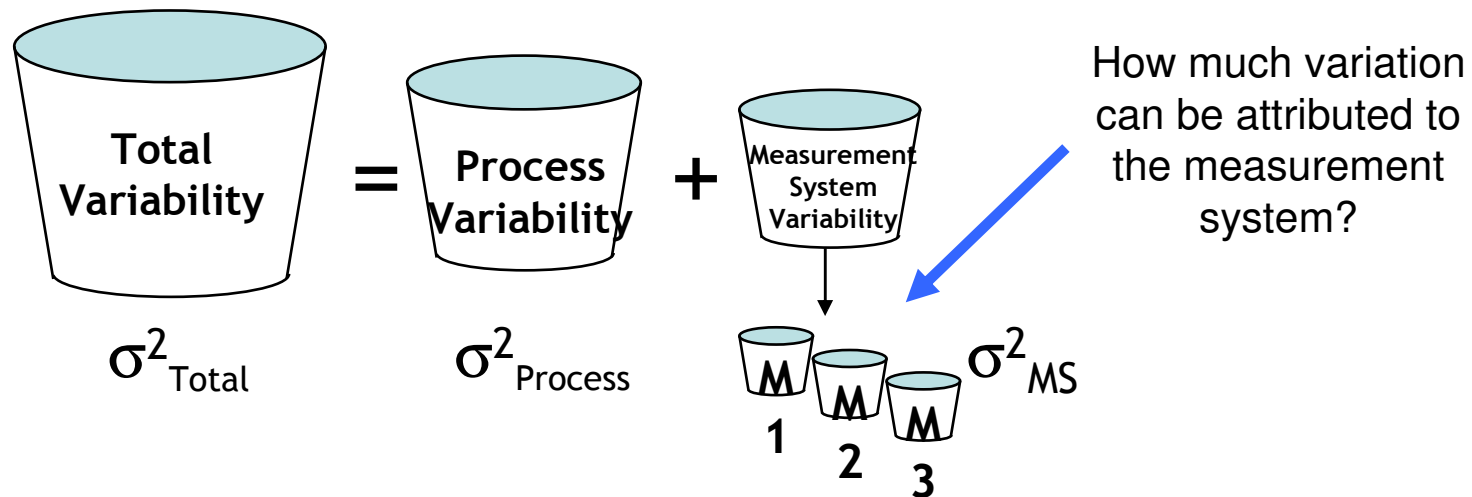 Total
Variability
=
Process
Variability
+
Measurement
System
Variability
How much variation
can be attributed to
the measurement
system?
σ²Total
σ²Process
M
1
M
2
M
3
σ²MS